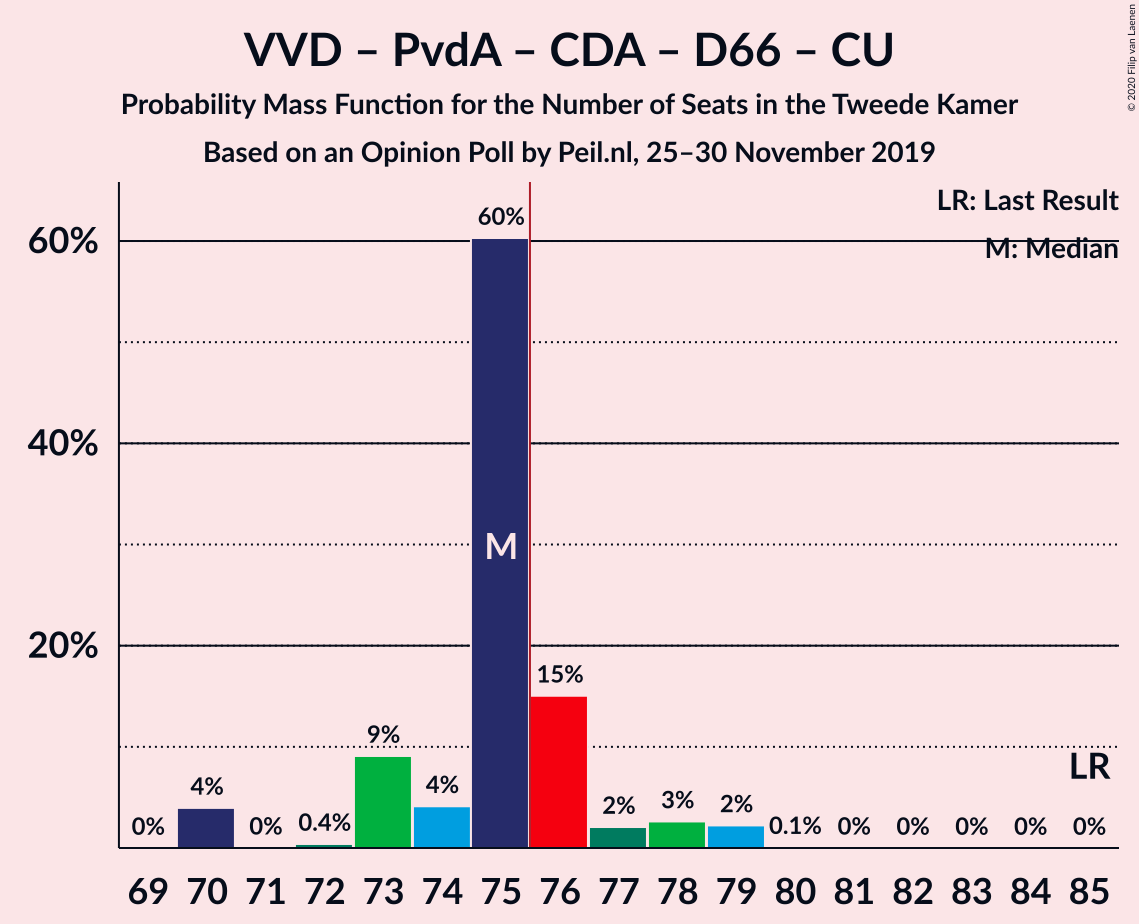 VVD – PvdA – CDA – D66 – CU
Probability Mass Function for the Number of Seats in the Tweede Kamer
Based on an Opinion Poll by Peil.nl, 25–30 November 2019
© 2020 Filip van Laenen
LR: Last Result
M: Median
60%
40%
20%
0%
4%
0%
0.4%
9%
4%
60%
M
15%
2%
3%
2%
0.1%
0%
0%
0%
0%
0%
LR
69 70 71 72 73 74 75 76 77 78 79 80 81 82 83 84 85